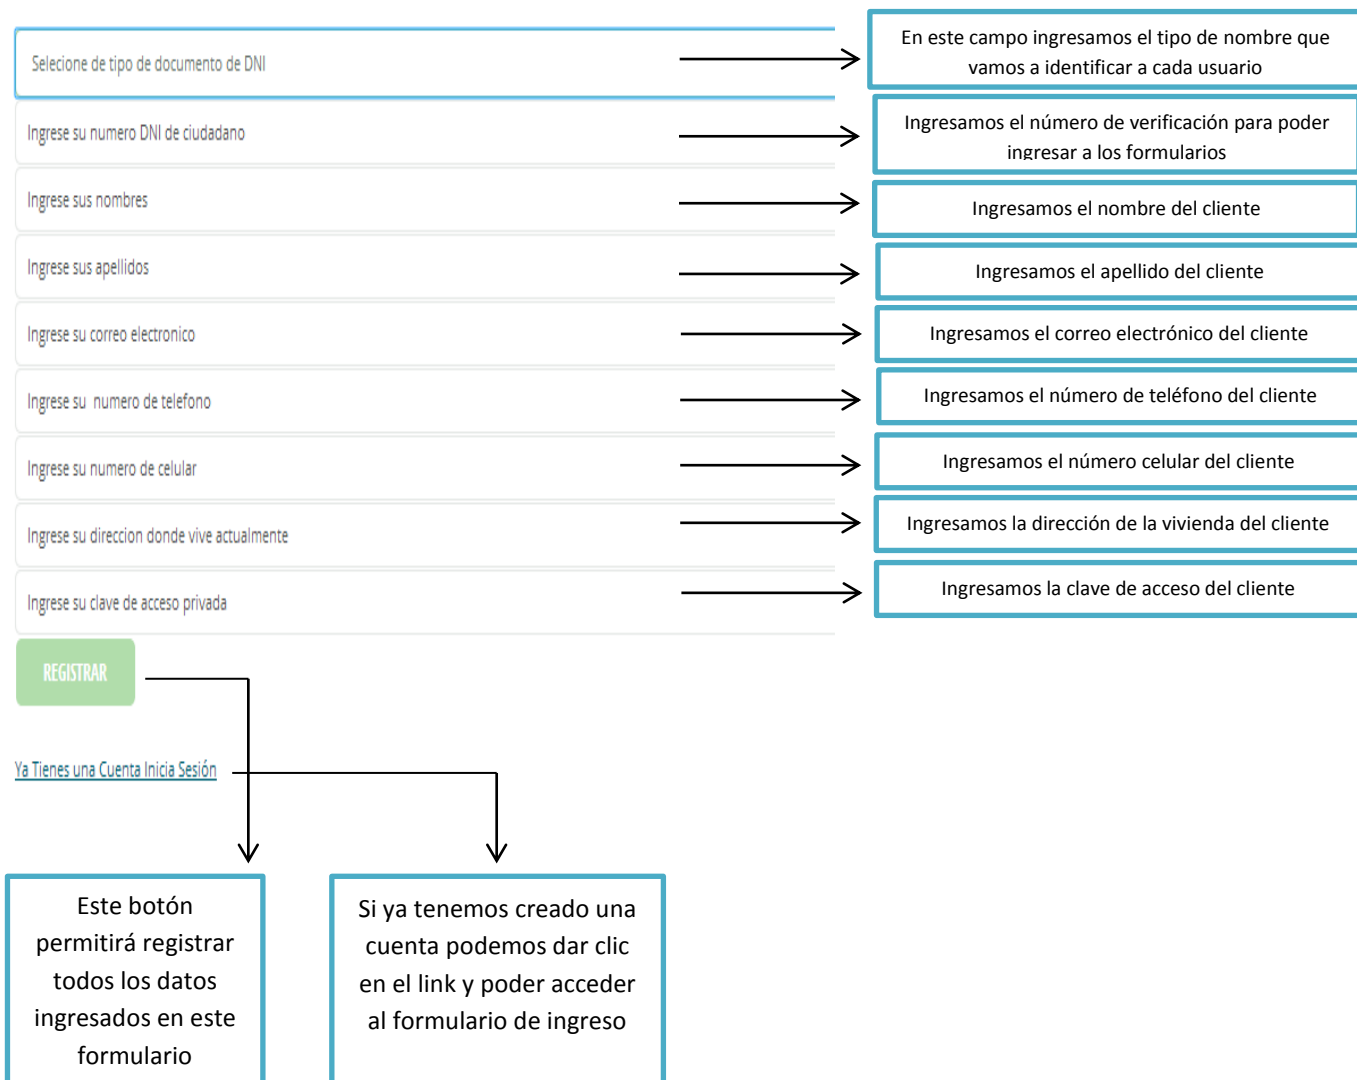 Selecione de tipo de documento de DNI
En este campo ingresamos el tipo de nombre que
vamos a identificar a cada usuario
Ingrese su numero DNI de ciudadano
Ingresamos el número de verificación para poder
ingresar a los formularios
Ingrese sus nombres
Ingresamos el nombre del cliente
Ingrese sus apellidos
Ingresamos el apellido del cliente
Ingrese su correo electronico
Ingresamos el correo electrónico del cliente
Ingrese su numero de telefono
Ingresamos el número de teléfono del cliente
Ingrese su numero de celular
Ingresamos el número celular del cliente
Ingrese su direccion donde vive actualmente
Ingresamos la dirección de la vivienda del cliente
Ingrese su clave de acceso privada
Ingresamos la clave de acceso del cliente
REGISTRAR
Ya Tienes una Cuenta Inicia Sesión
Este botón
permitirá registrar
todos los datos
ingresados en este
formulario
Si ya tenemos creado una
cuenta podemos dar clic
en el link y poder acceder
al formulario de ingreso